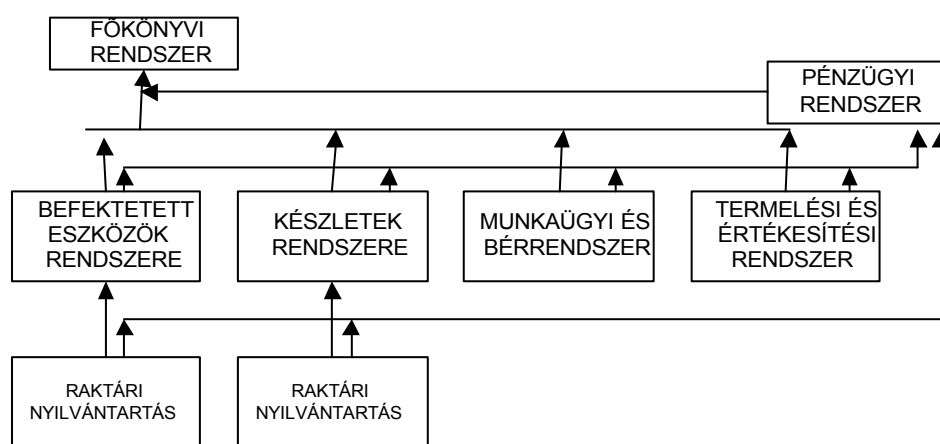 FŐKÖNYVI
RENDSZER
PÉNZÜGYI
RENDSZER
BEFEKTETETT
ESZKÖZÖK
RENDSZERE
KÉSZLETEK
RENDSZERE
MUNKAÜGYI ÉS
BÉRRENDSZER
TERMELÉSI ÉS
ÉRTÉKESÍTÉSI
RENDSZER
RAKTÁRI
NYILVÁNTARTÁS
RAKTÁRI
NYILVÁNTARTÁS